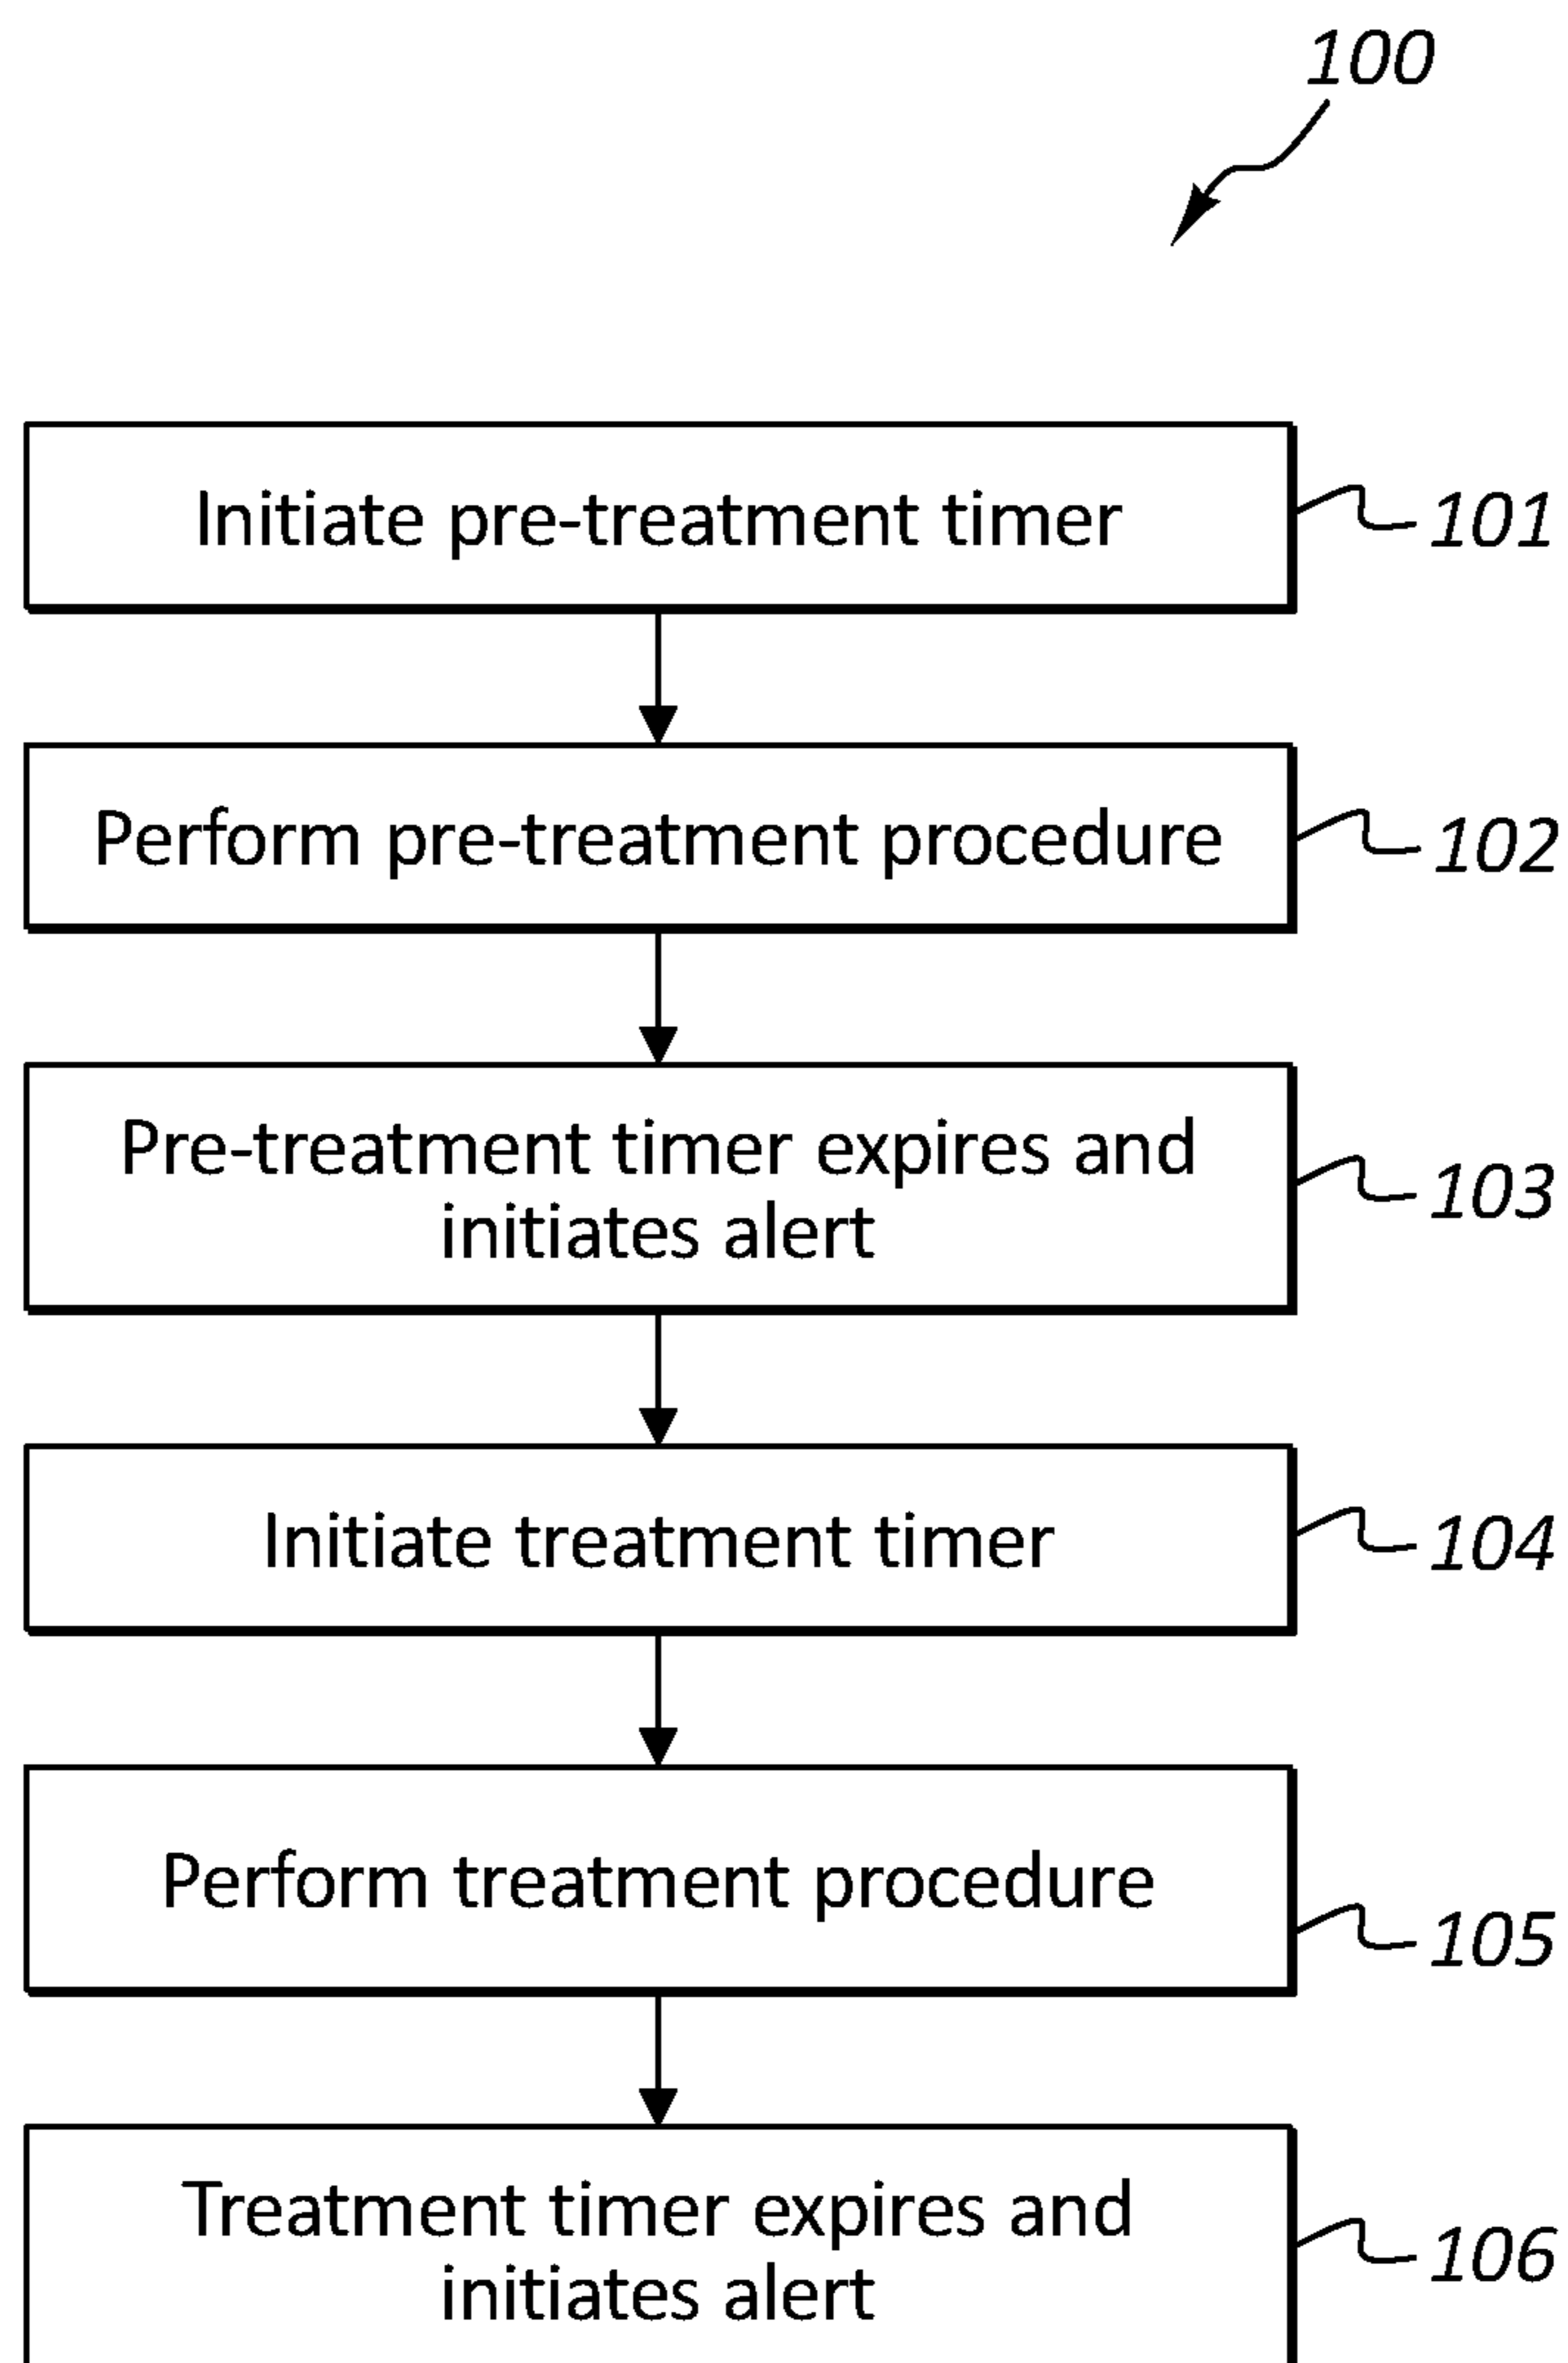 100
Initiate pre-treatment timer
101
Perform pre-treatment procedure
102
Pre-treatment timer expires and
initiates alert
103
Initiate treatment timer
104
Perform treatment procedure
105
Treatment timer expires and
initiates alert
106